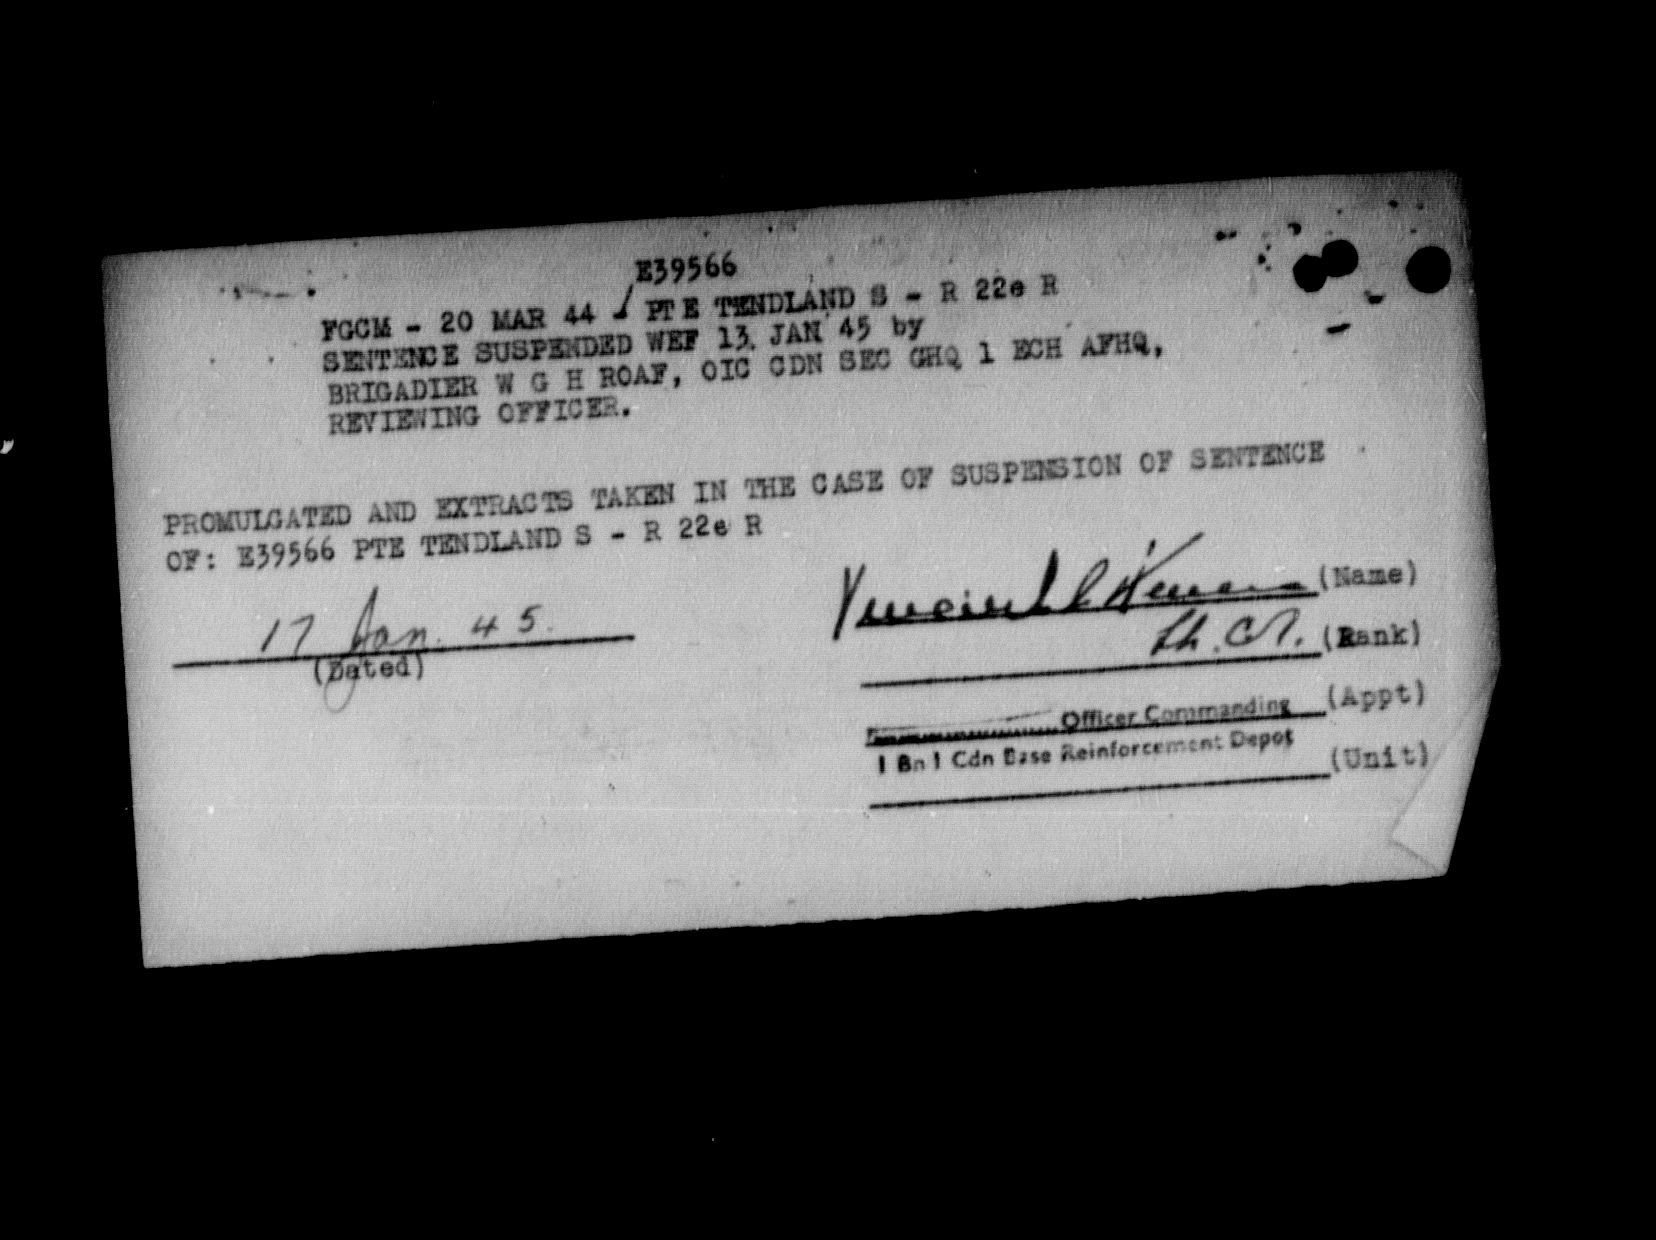 E39566
FGCM - 20 MAR 44 - / PTE TENDLAND S - R 22e R
SENTENCE SUSPENDED WEF 13 JAN 45 by
BRIGADIER W G H ROAF, OIC CDN SEC GHQ 1 ECH AFHQ,
REVIEWING OFFICER.
PROMULGATED AND EXTRACTS TAKEN IN THE CASE OF SUSPENSION OF SENTENCE
OF: E39566 PTE TENDLAND S - R 22e R
17 Jan. 45.
(Dated)
(Name)
Lt. Col. (Rank)
Officer Commanding (Appt)
1 Bn 1 Cdn Base Reinforcement Depot
(Unit)